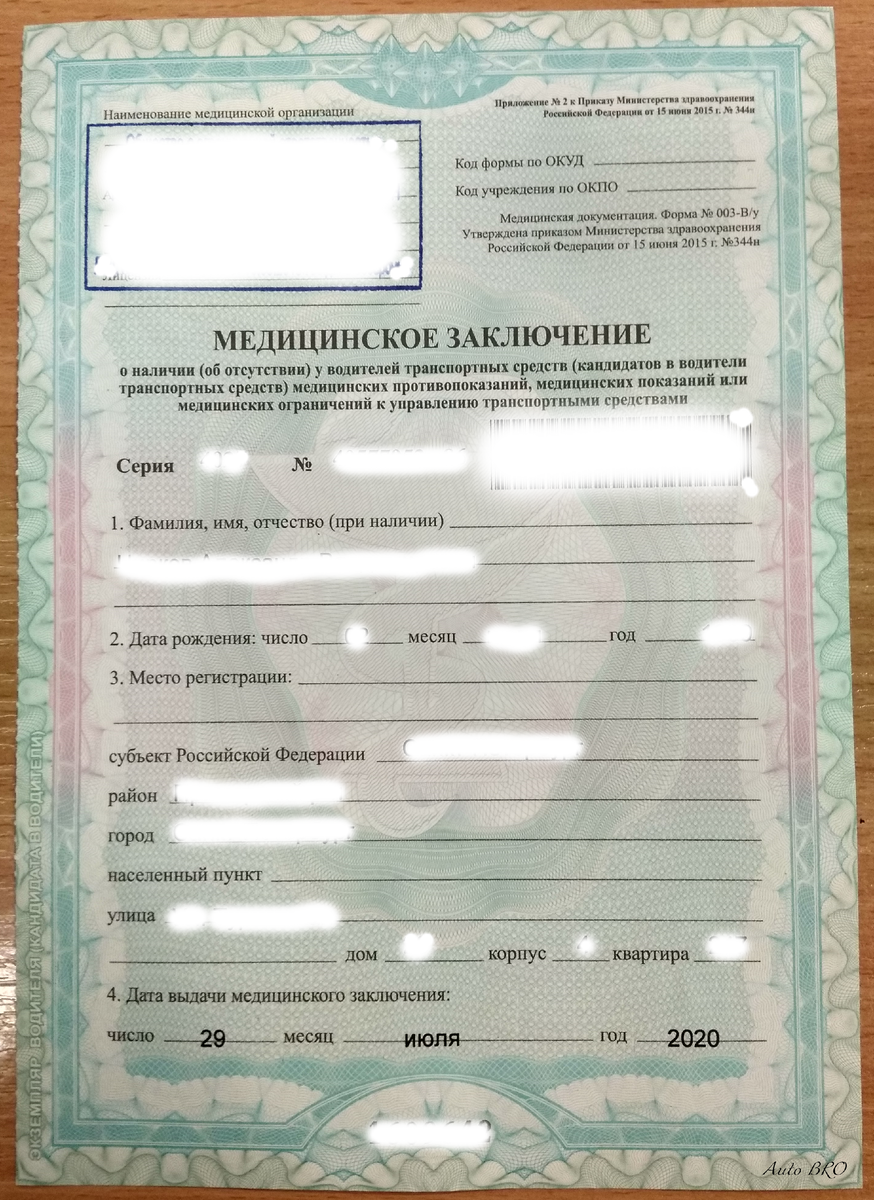 Наименование медицинской организации
Приложение № 2 к Приказу Министерства здравоохранения
Российской Федерации от 15 июня 2015 г. № 344н
Код формы по ОКУД
Код учреждения по ОКПО
Медицинская документация. Форма № 003-В/у
Утверждена приказом Министерства здравоохранения
Российской Федерации от 15 июня 2015 г. №344н
МЕДИЦИНСКОЕ ЗАКЛЮЧЕНИЕ
о наличии (об отсутствии) у водителей транспортных средств (кандидатов в водители
транспортных средств) медицинских противопоказаний, медицинских показаний или
медицинских ограничений к управлению транспортными средствами
Серия №
1. Фамилия, имя, отчество (при наличии)
2. Дата рождения: число месяц год
3. Место регистрации:
субъект Российской Федерации
район
город
населенный пункт
улица
дом корпус квартира
4. Дата выдачи медицинского заключения:
число 29 месяц июля год 2020
ЭКЗЕМПЛЯР ВОДИТЕЛЯ (КАНДИДАТА В ВОДИТЕЛИ)
Auto BRO